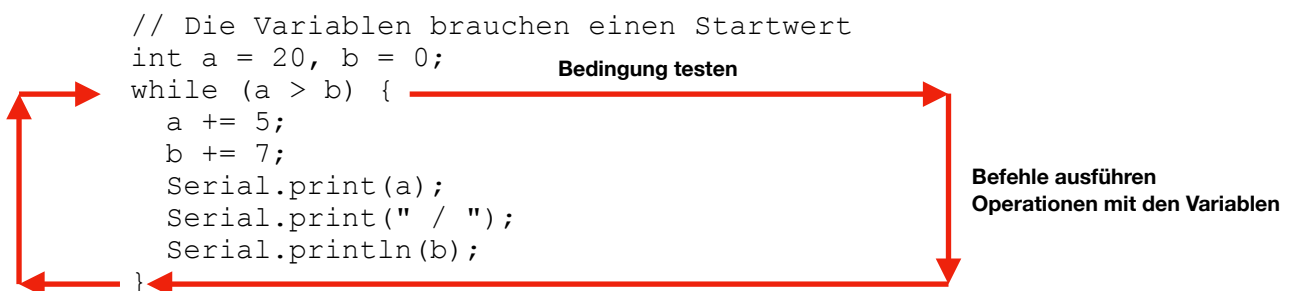 // Die Variablen brauchen einen Startwert
int a = 20, b = 0;
Bedingung testen
while (a > b) {
a += 5;
b += 7;
Serial.print(a);
Serial.print(" / ");
Serial.println(b);
}
Befehle ausführen
Operationen mit den Variablen